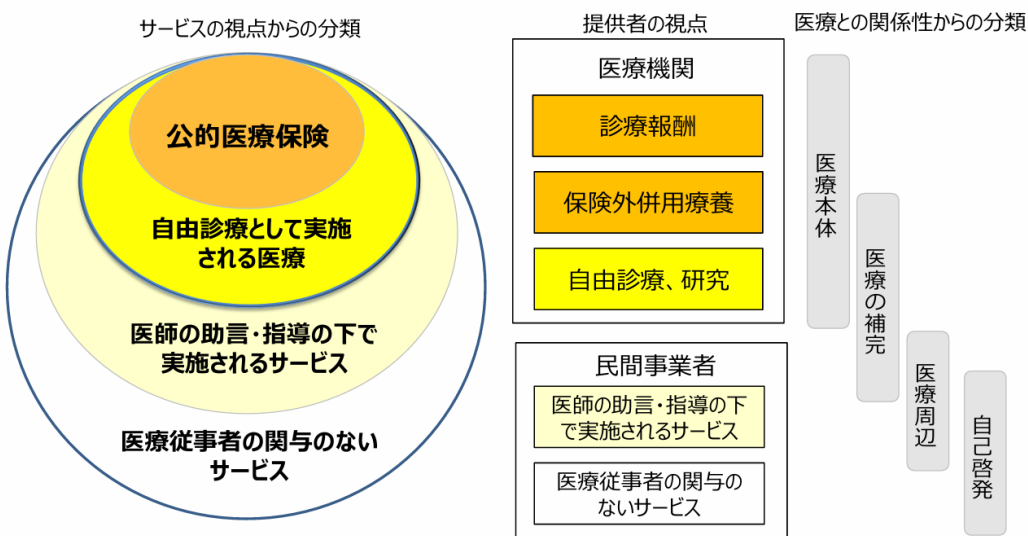 サービスの視点からの分類
公的医療保険
自由診療として実施
される医療
医師の助言・指導の下で
実施されるサービス
医療従事者の関与のない
サービス
提供者の視点
医療機関
診療報酬
保険外併用療養
自由診療、研究
民間事業者
医師の助言・指導の下
で実施されるサービス
医療従事者の関与の
ないサービス
医療との関係性からの分類
医療本体
医療の補完
医療周辺
自己啓発